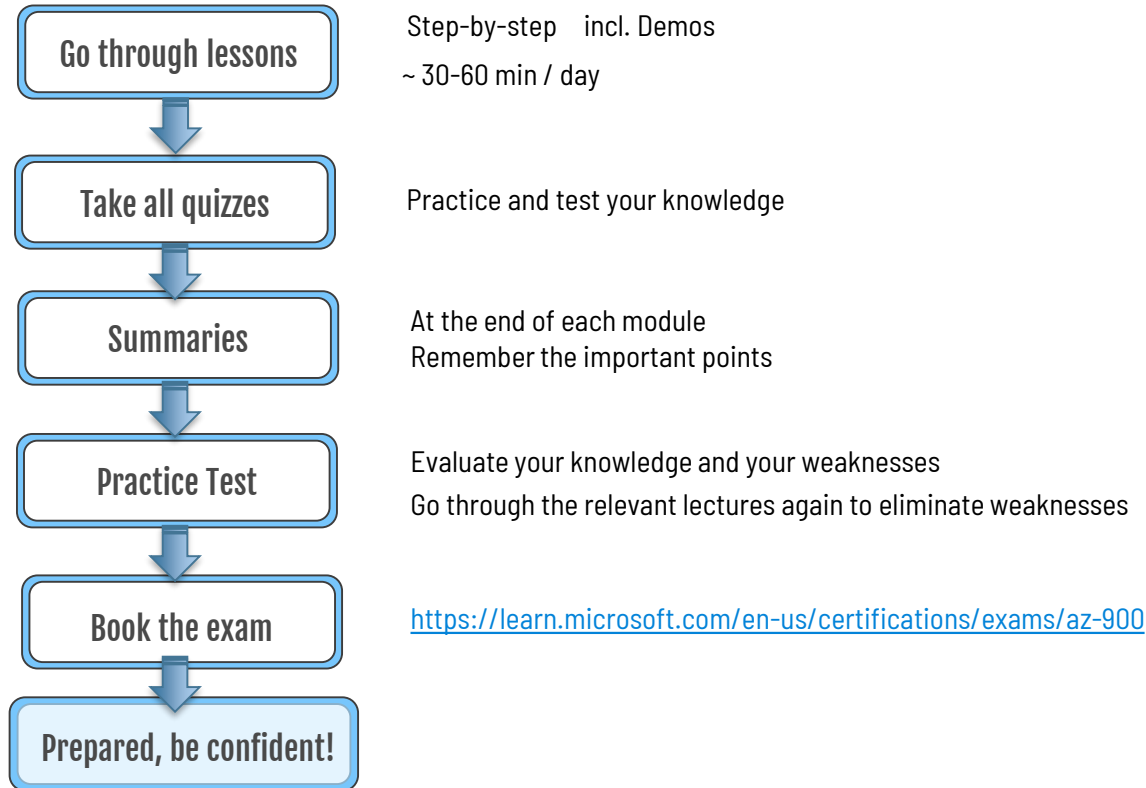 Go through lessons
Step-by-step incl. Demos
~ 30-60 min / day
Take all quizzes
Practice and test your knowledge
Summaries
At the end of each module
Remember the important points
Practice Test
Evaluate your knowledge and your weaknesses
Go through the relevant lectures again to eliminate weaknesses
Book the exam
https://learn.microsoft.com/en-us/certifications/exams/az-900
Prepared, be confident!